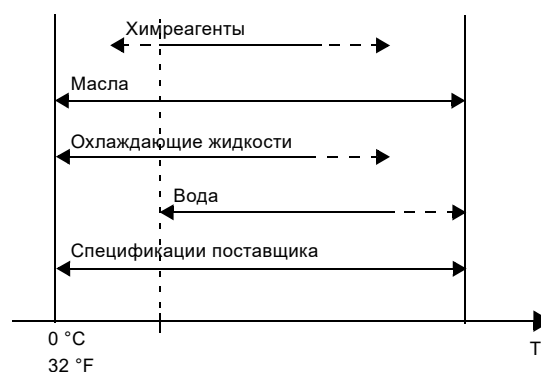 Химреагенты
Масла
Охлаждающие жидкости
Вода
Спецификации поставщика
0 °C
32 °F
T